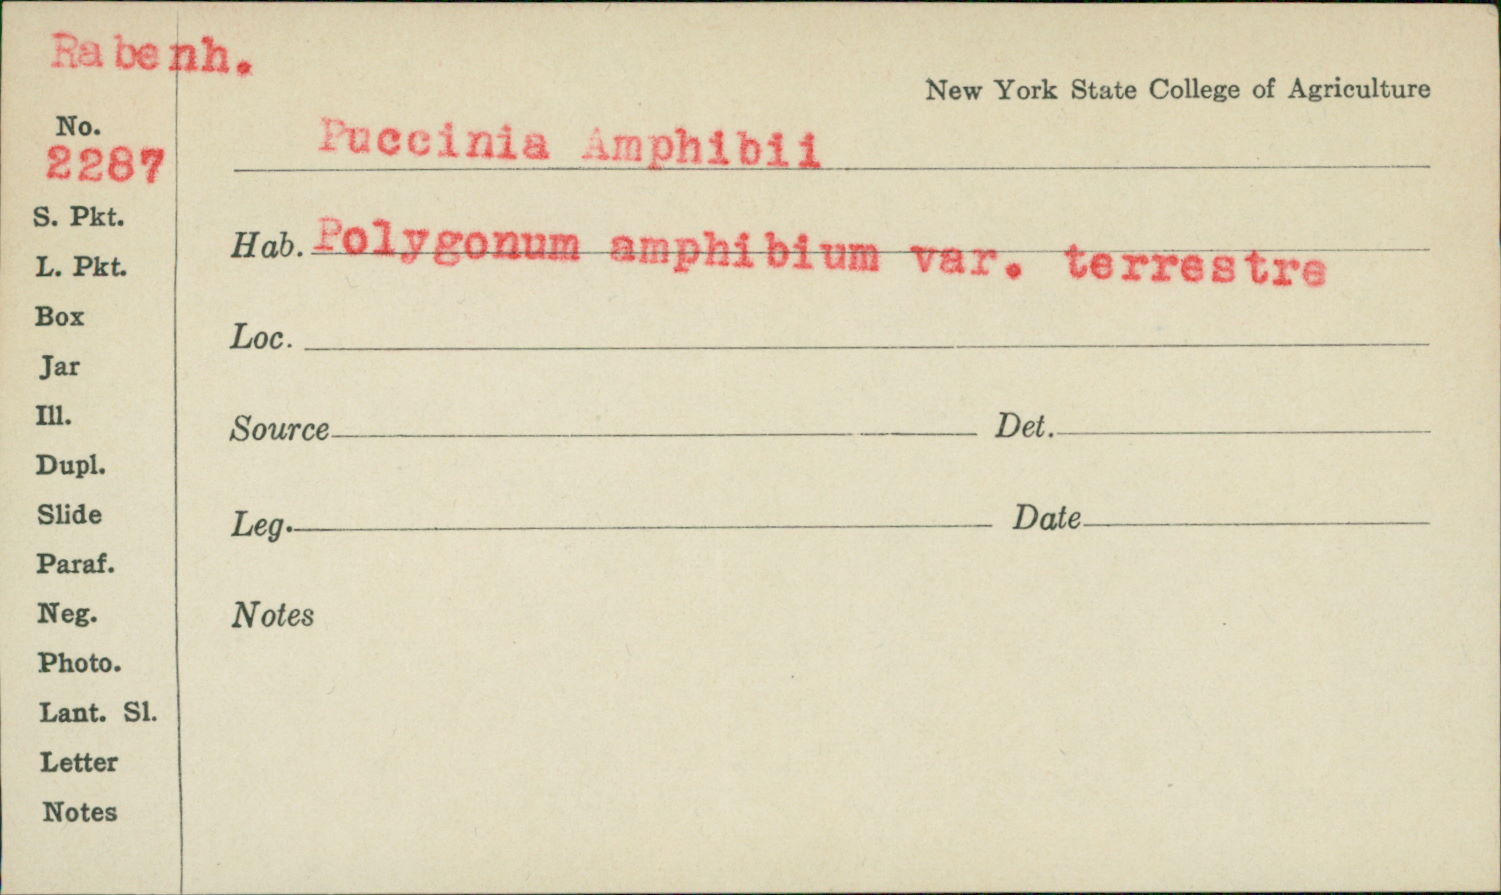 Rabenh.
New York State College of Agriculture
No.
2287
Puccinia Amphibii
S. Pkt.
Hab. Polygonum amphibium var. terrestre
L. Pkt.
Box
Loc.
Jar
Ill.
Source Det.
Dupl.
Slide
Leg. Date
Paraf.
Neg.
Notes
Photo.
Lant. Sl.
Letter
Notes